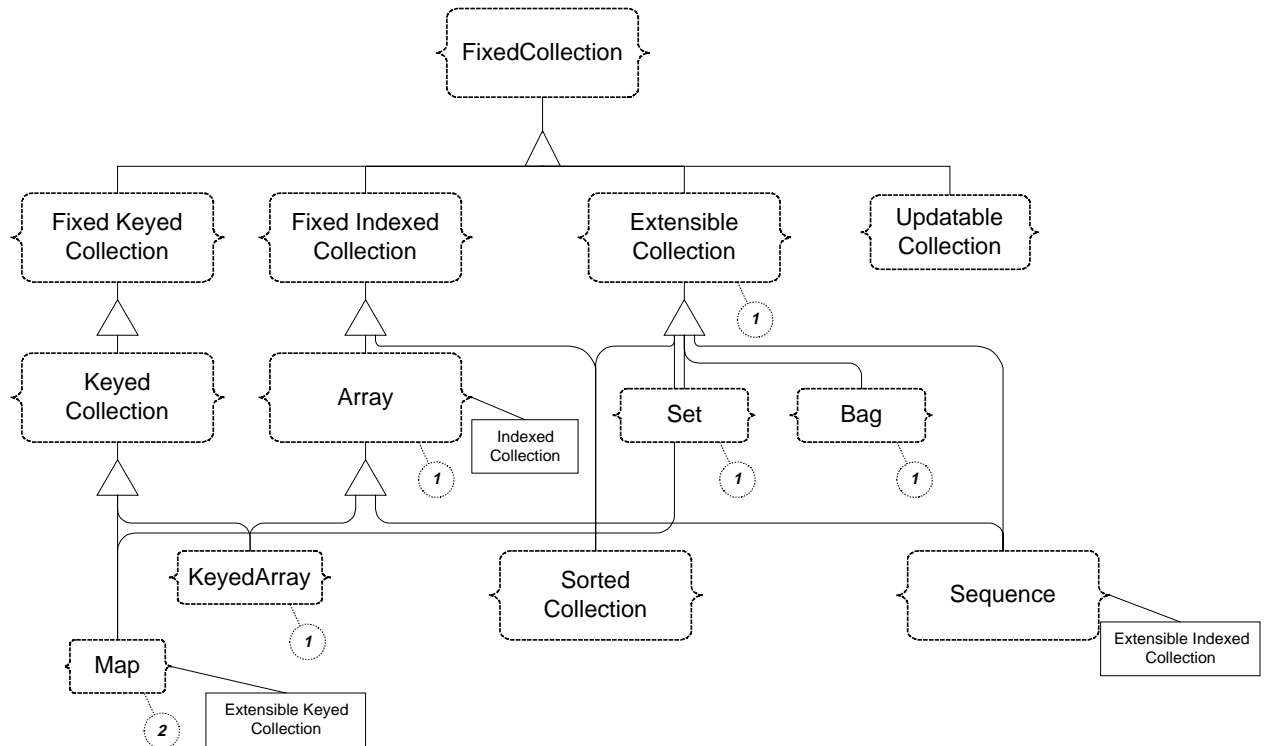 FixedCollection
Fixed Keyed
Collection
Fixed Indexed
Collection
Extensible
Collection
Updatable
Collection
1
Keyed
Collection
Array
Set
Bag
Indexed
Collection
1
1
1
KeyedArray
Sorted
Collection
Sequence
1
Extensible Indexed
Collection
Map
2
Extensible Keyed
Collection